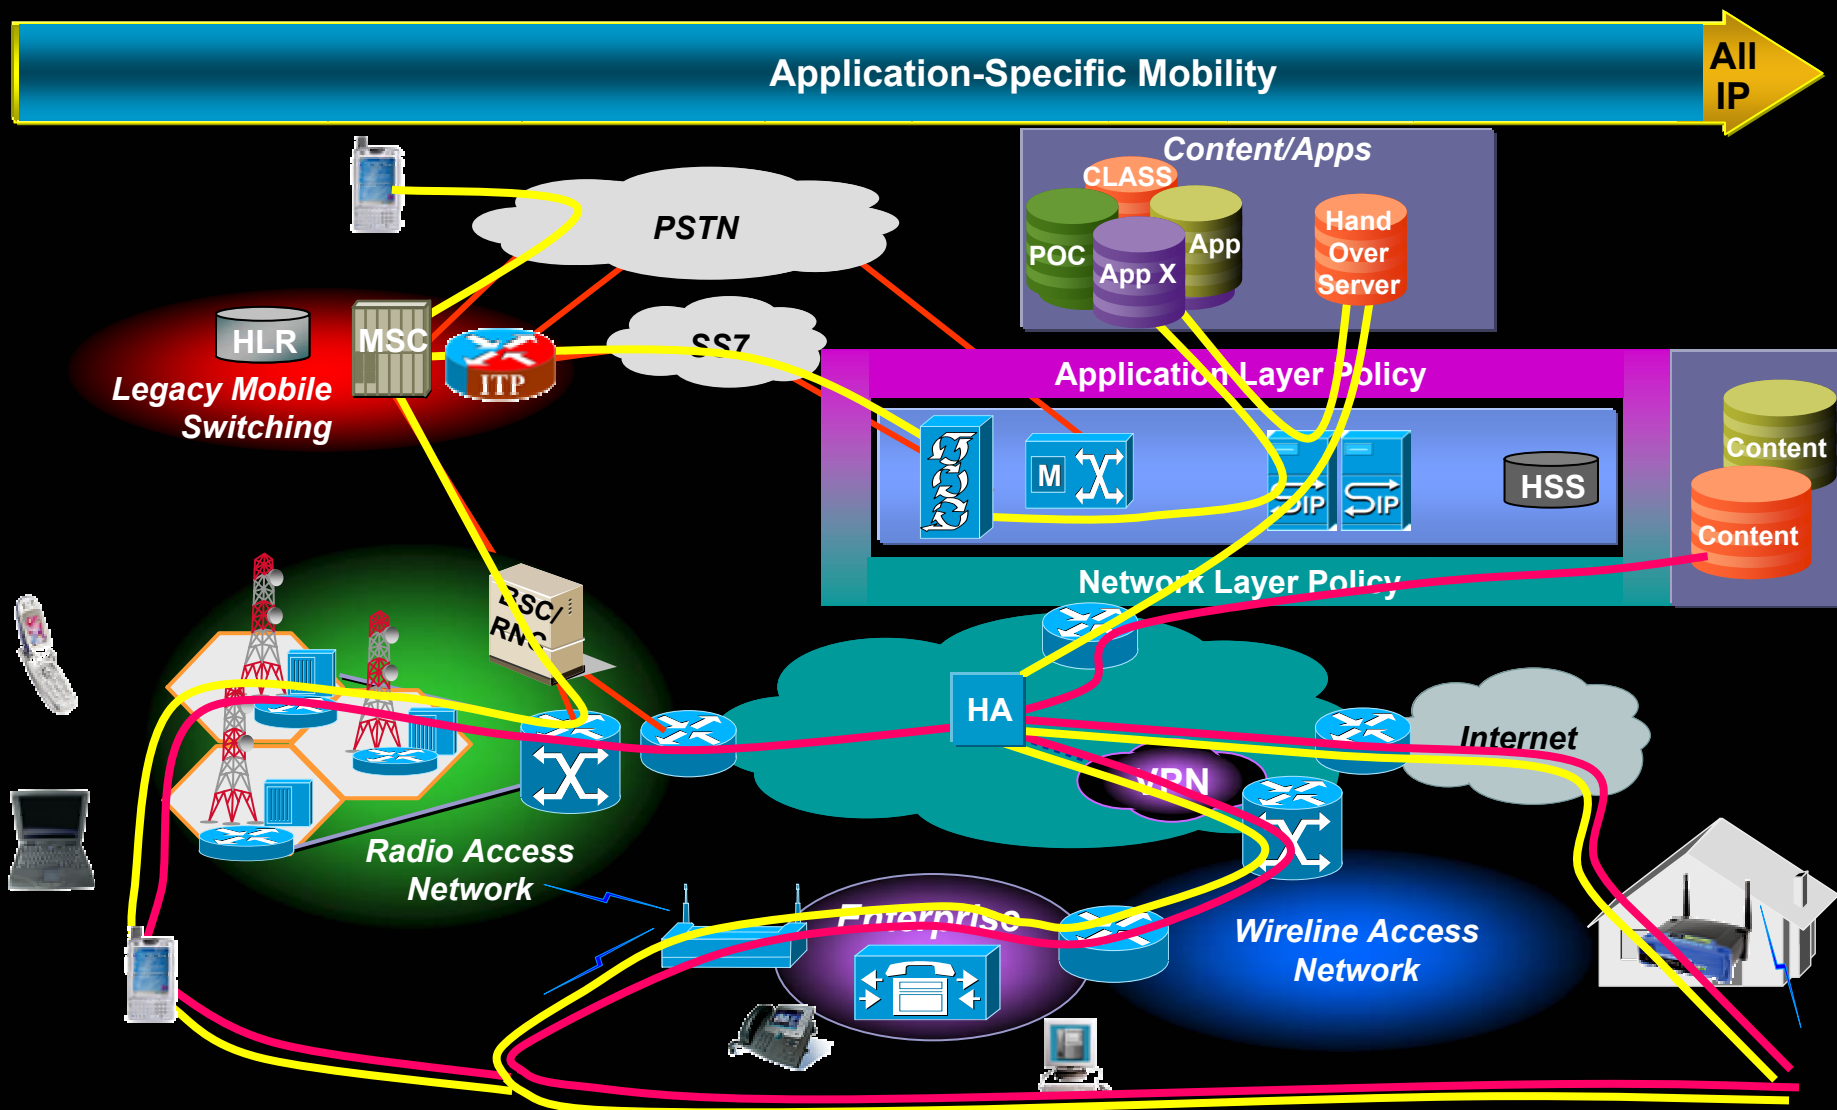 Application-Specific Mobility
All
IP
Content/Apps
CLASS
POC
App
App X
Hand
Over
Server
PSTN
HLR
MSC
ITP
SS7
Legacy Mobile
Switching
Application Layer Policy
M
SIP
SIP
HSS
Content
Content
Network Layer Policy
BSC/
RNC
HA
Internet
VPN
Radio Access
Network
Enterprise
Wireline Access
Network